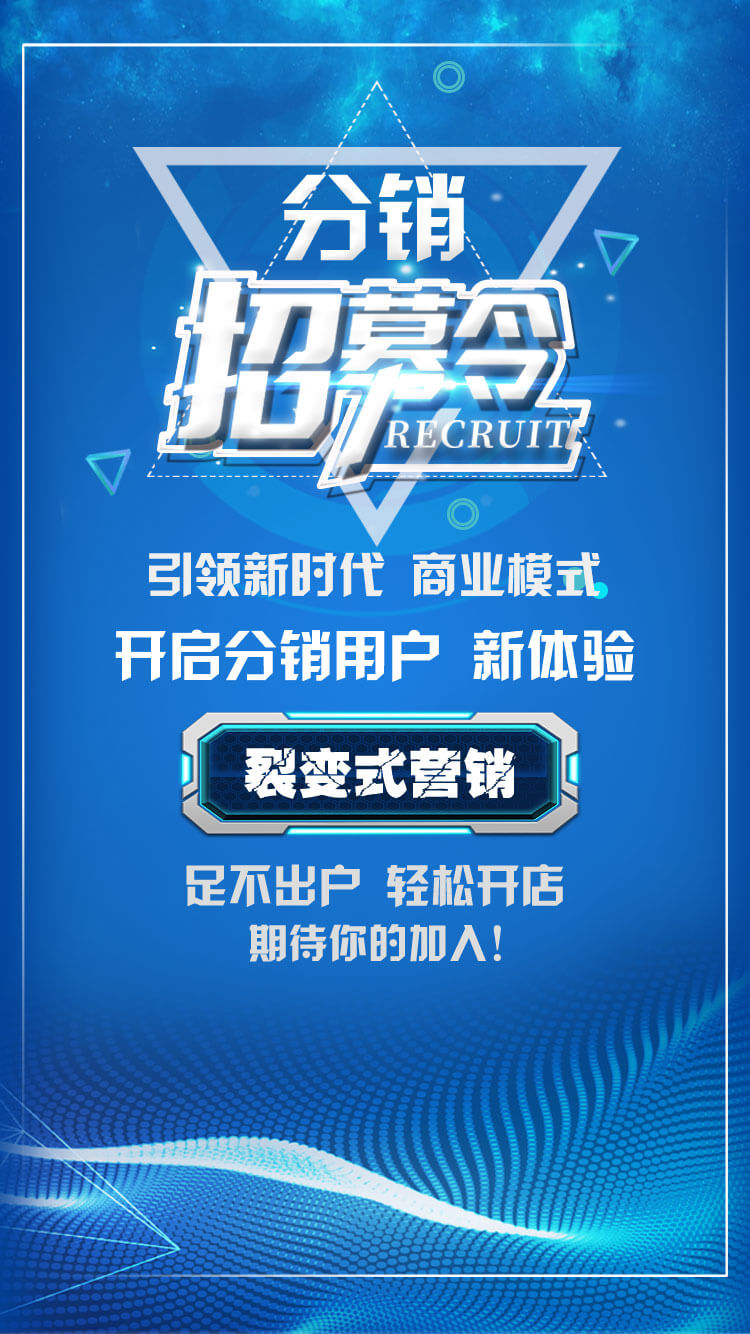 分销
招募令
RECRUIT
引领新时代 商业模式
开启分销用户 新体验
裂变式营销
足不出户 轻松开店
期待你的加入!